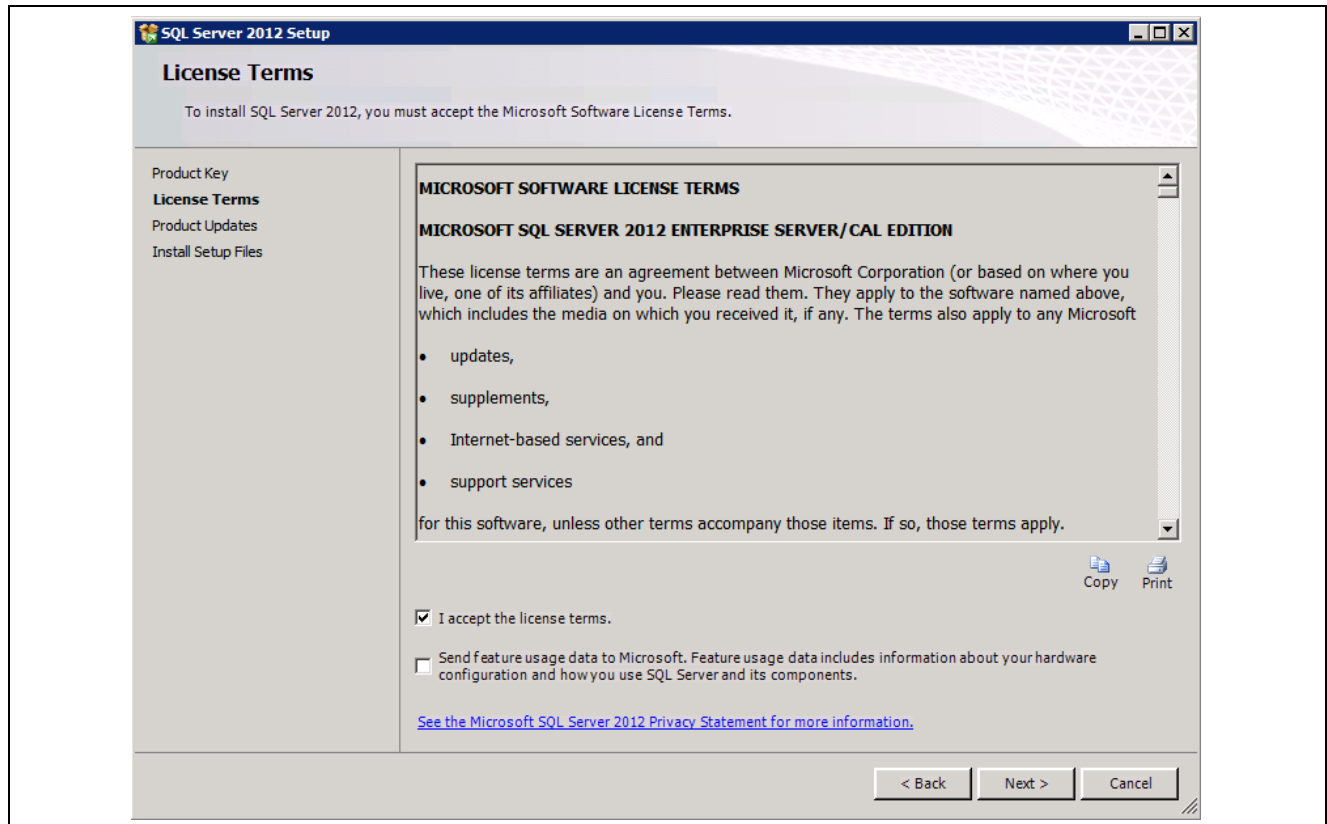 SQL Server 2012 Setup
License Terms
To install SQL Server 2012, you must accept the Microsoft Software License Terms.
Product Key
License Terms
Product Updates
Install Setup Files
MICROSOFT SOFTWARE LICENSE TERMS
MICROSOFT SQL SERVER 2012 ENTERPRISE SERVER/CAL EDITION
These license terms are an agreement between Microsoft Corporation (or based on where you
live, one of its affiliates) and you. Please read them. They apply to the software named above,
which includes the media on which you received it, if any. The terms also apply to any Microsoft
• updates,
• supplements,
• Internet-based services, and
• support services
for this software, unless other terms accompany those items. If so, those terms apply.
Copy Print
I accept the license terms.
Send feature usage data to Microsoft. Feature usage data includes information about your hardware
configuration and how you use SQL Server and its components.
See the Microsoft SQL Server 2012 Privacy Statement for more information.
< Back Next > Cancel